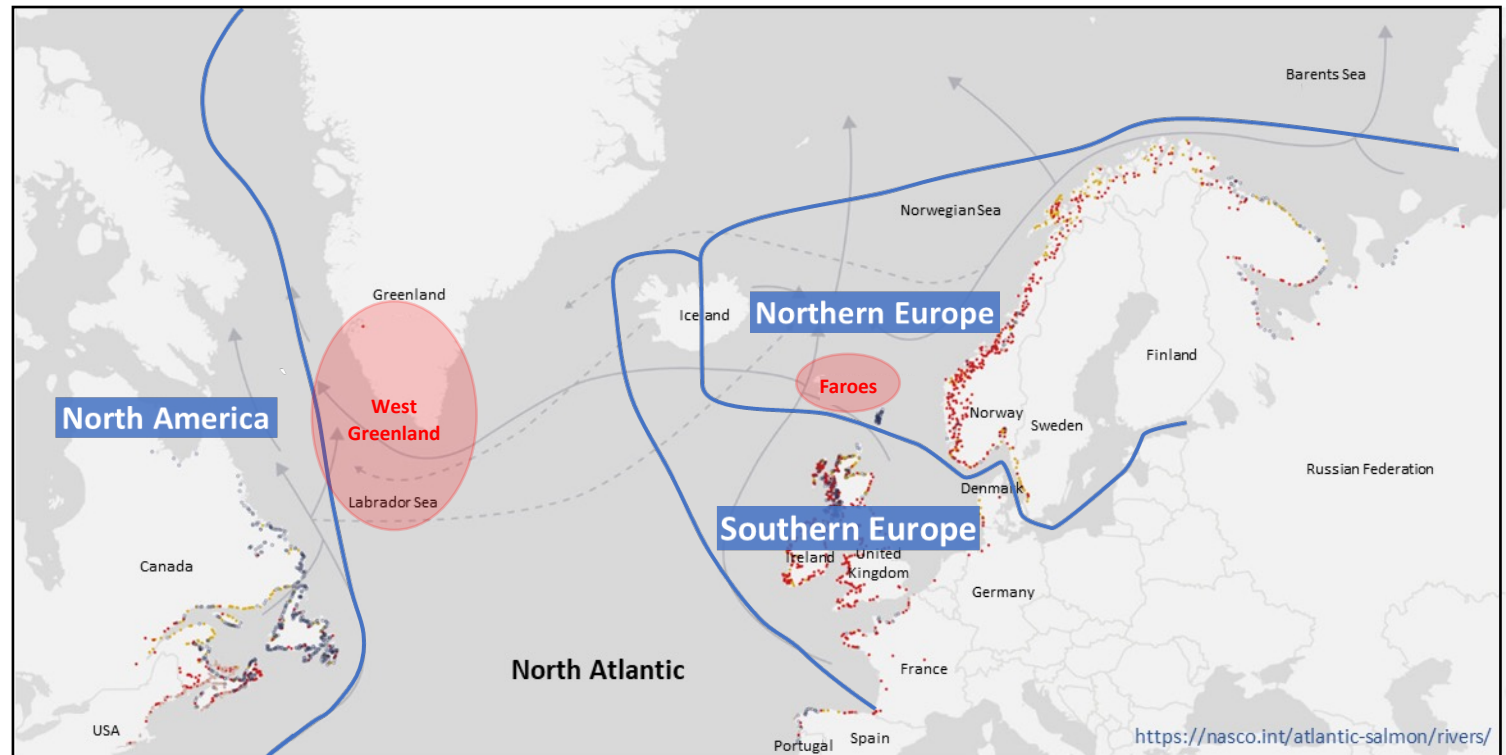 Barents Sea
Norwegian Sea
Greenland
Iceland
Northern Europe
Finland
Faroes
North America
West
Greenland
Norway
Sweden
Russian Federation
Labrador Sea
Denmark
Southern Europe
Ireland
United
Kingdom
Canada
Germany
North Atlantic
France
USA
Portugal
Spain
https://nasco.int/atlantic-salmon/rivers/